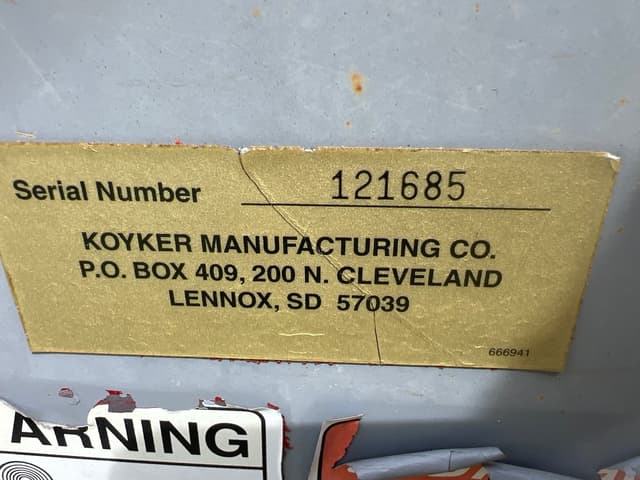 Serial Number 121685
KOYKER MANUFACTURING CO.
P.O. BOX 409, 200 N. CLEVELAND
LENNOX, SD 57039
666941
ARNING